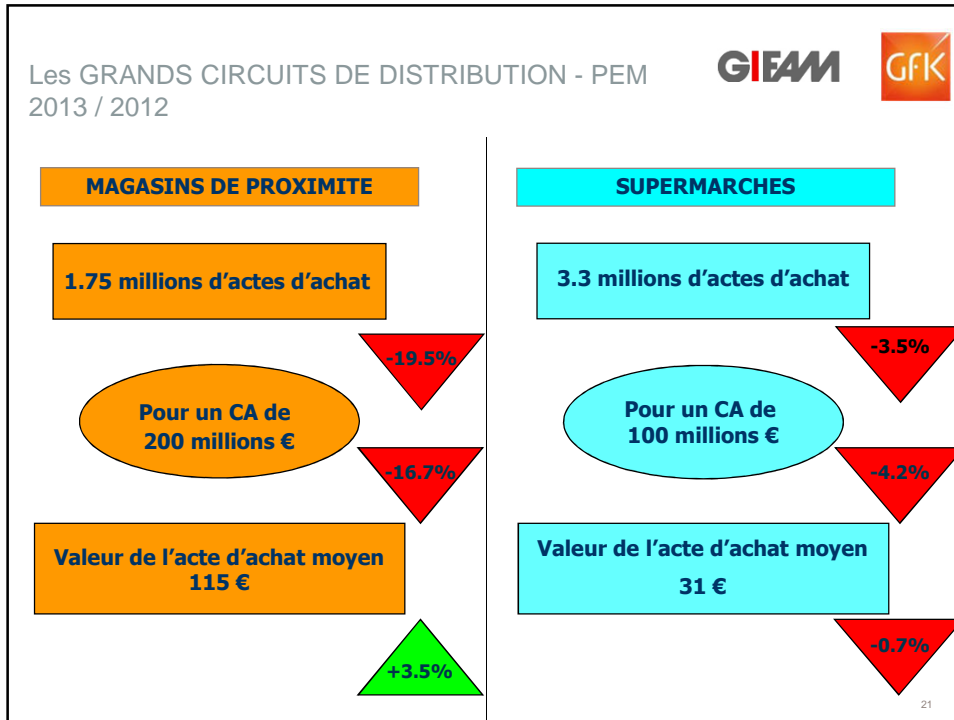 Les GRANDS CIRCUITS DE DISTRIBUTION - PEM
2013 / 2012
GIFAM
GfK
MAGASINS DE PROXIMITE
1.75 millions d'actes d'achat
-19.5%
Pour un CA de
200 millions €
-16.7%
Valeur de l'acte d'achat moyen
115 €
+3.5%
SUPERMARCHES
3.3 millions d'actes d'achat
-3.5%
Pour un CA de
100 millions €
-4.2%
Valeur de l'acte d'achat moyen
31 €
-0.7%
21